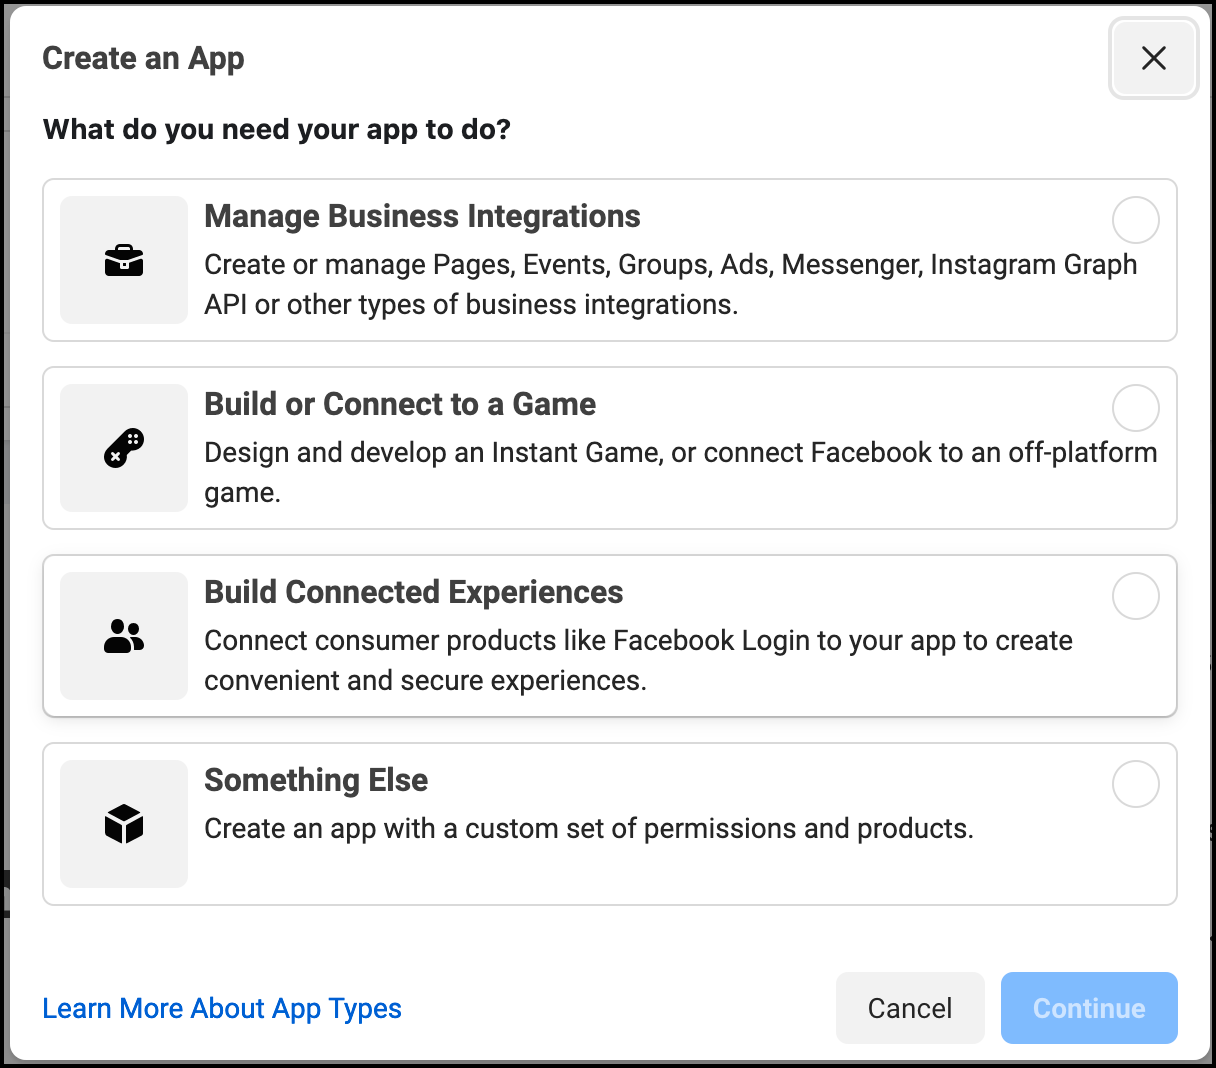 Create an App
What do you need your app to do?
Manage Business Integrations
Create or manage Pages, Events, Groups, Ads, Messenger, Instagram Graph
API or other types of business integrations.
Build or Connect to a Game
Design and develop an Instant Game, or connect Facebook to an off-platform
game.
Build Connected Experiences
Connect consumer products like Facebook Login to your app to create
convenient and secure experiences.
Something Else
Create an app with a custom set of permissions and products.
Learn More About App Types
Cancel
Continue